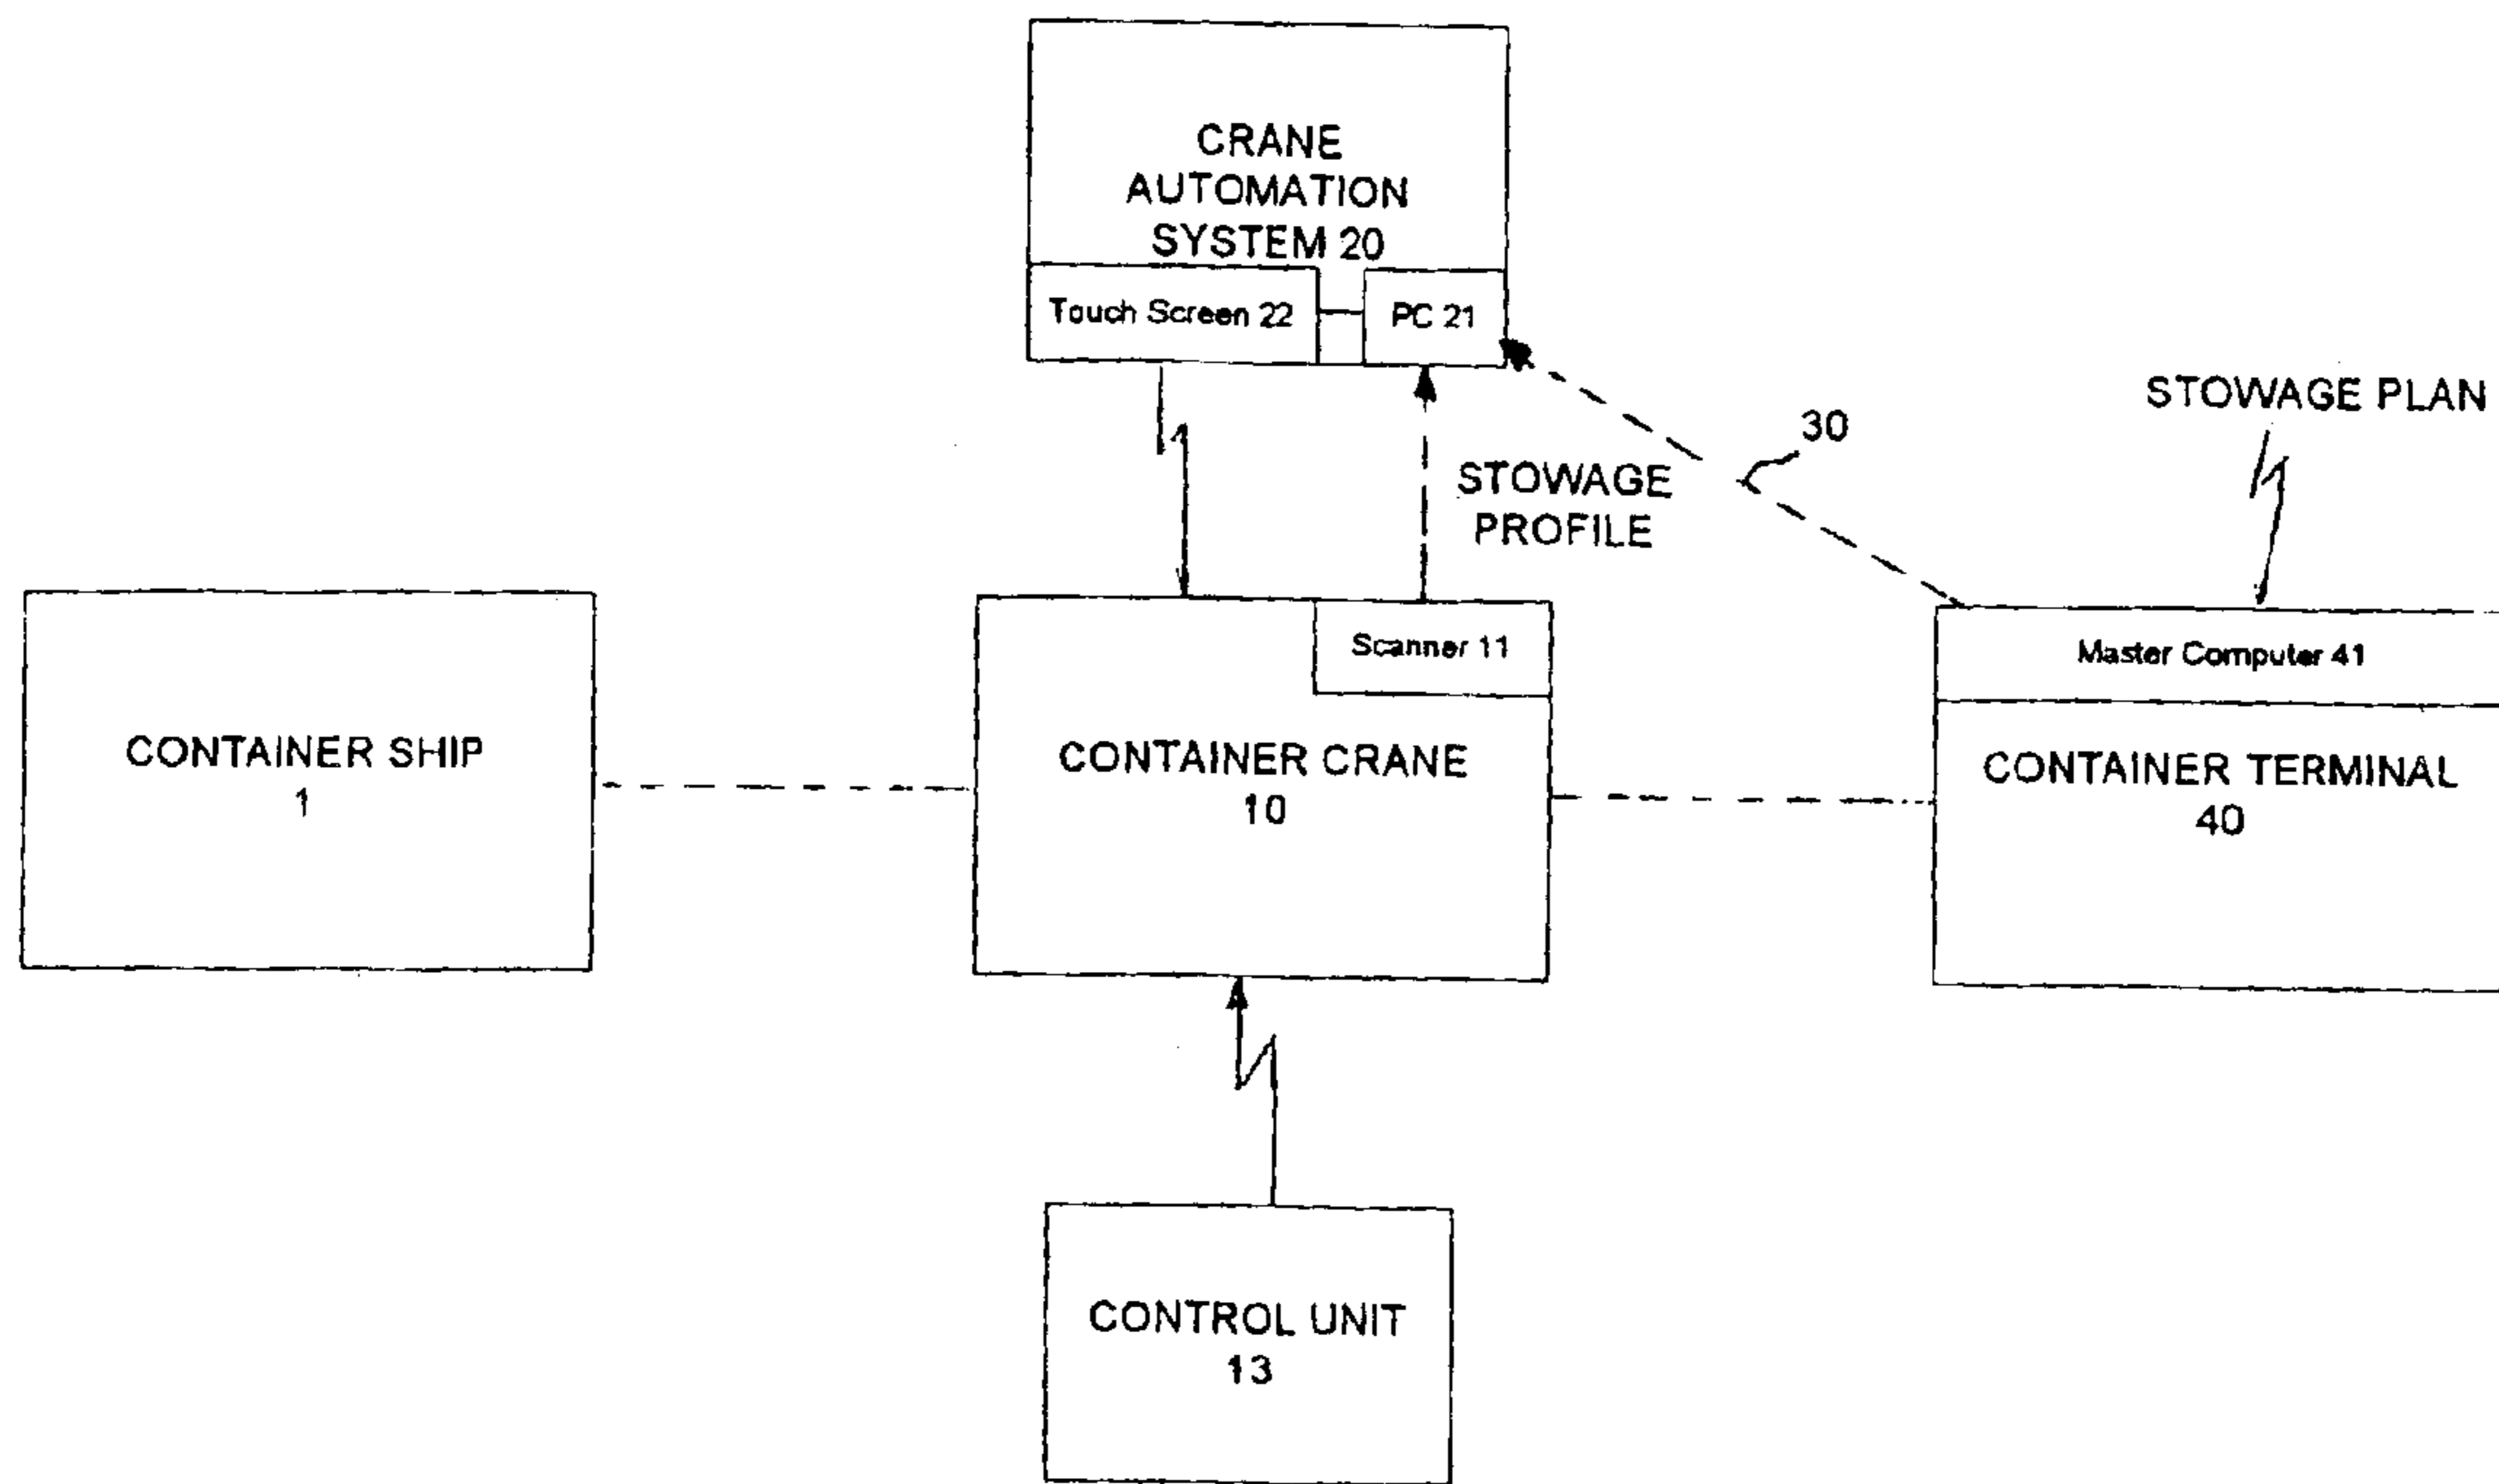 CRANE
AUTOMATION
SYSTEM 20
Touch Screen 22
PC 21
STOWAGE PLAN
30
STOWAGE
PROFILE
Scanner 11
Master Computer 41
CONTAINER SHIP
1
CONTAINER CRANE
10
CONTAINER TERMINAL
40
CONTROL UNIT
13